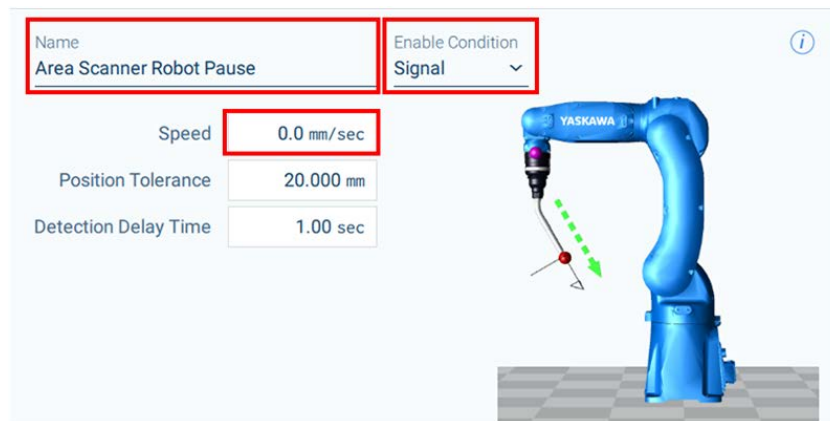 Name
Area Scanner Robot Pause
Enable Condition
Signal
Speed 0.0 mm/sec
Position Tolerance 20.000 mm
Detection Delay Time 1.00 sec
i
YASKAWA